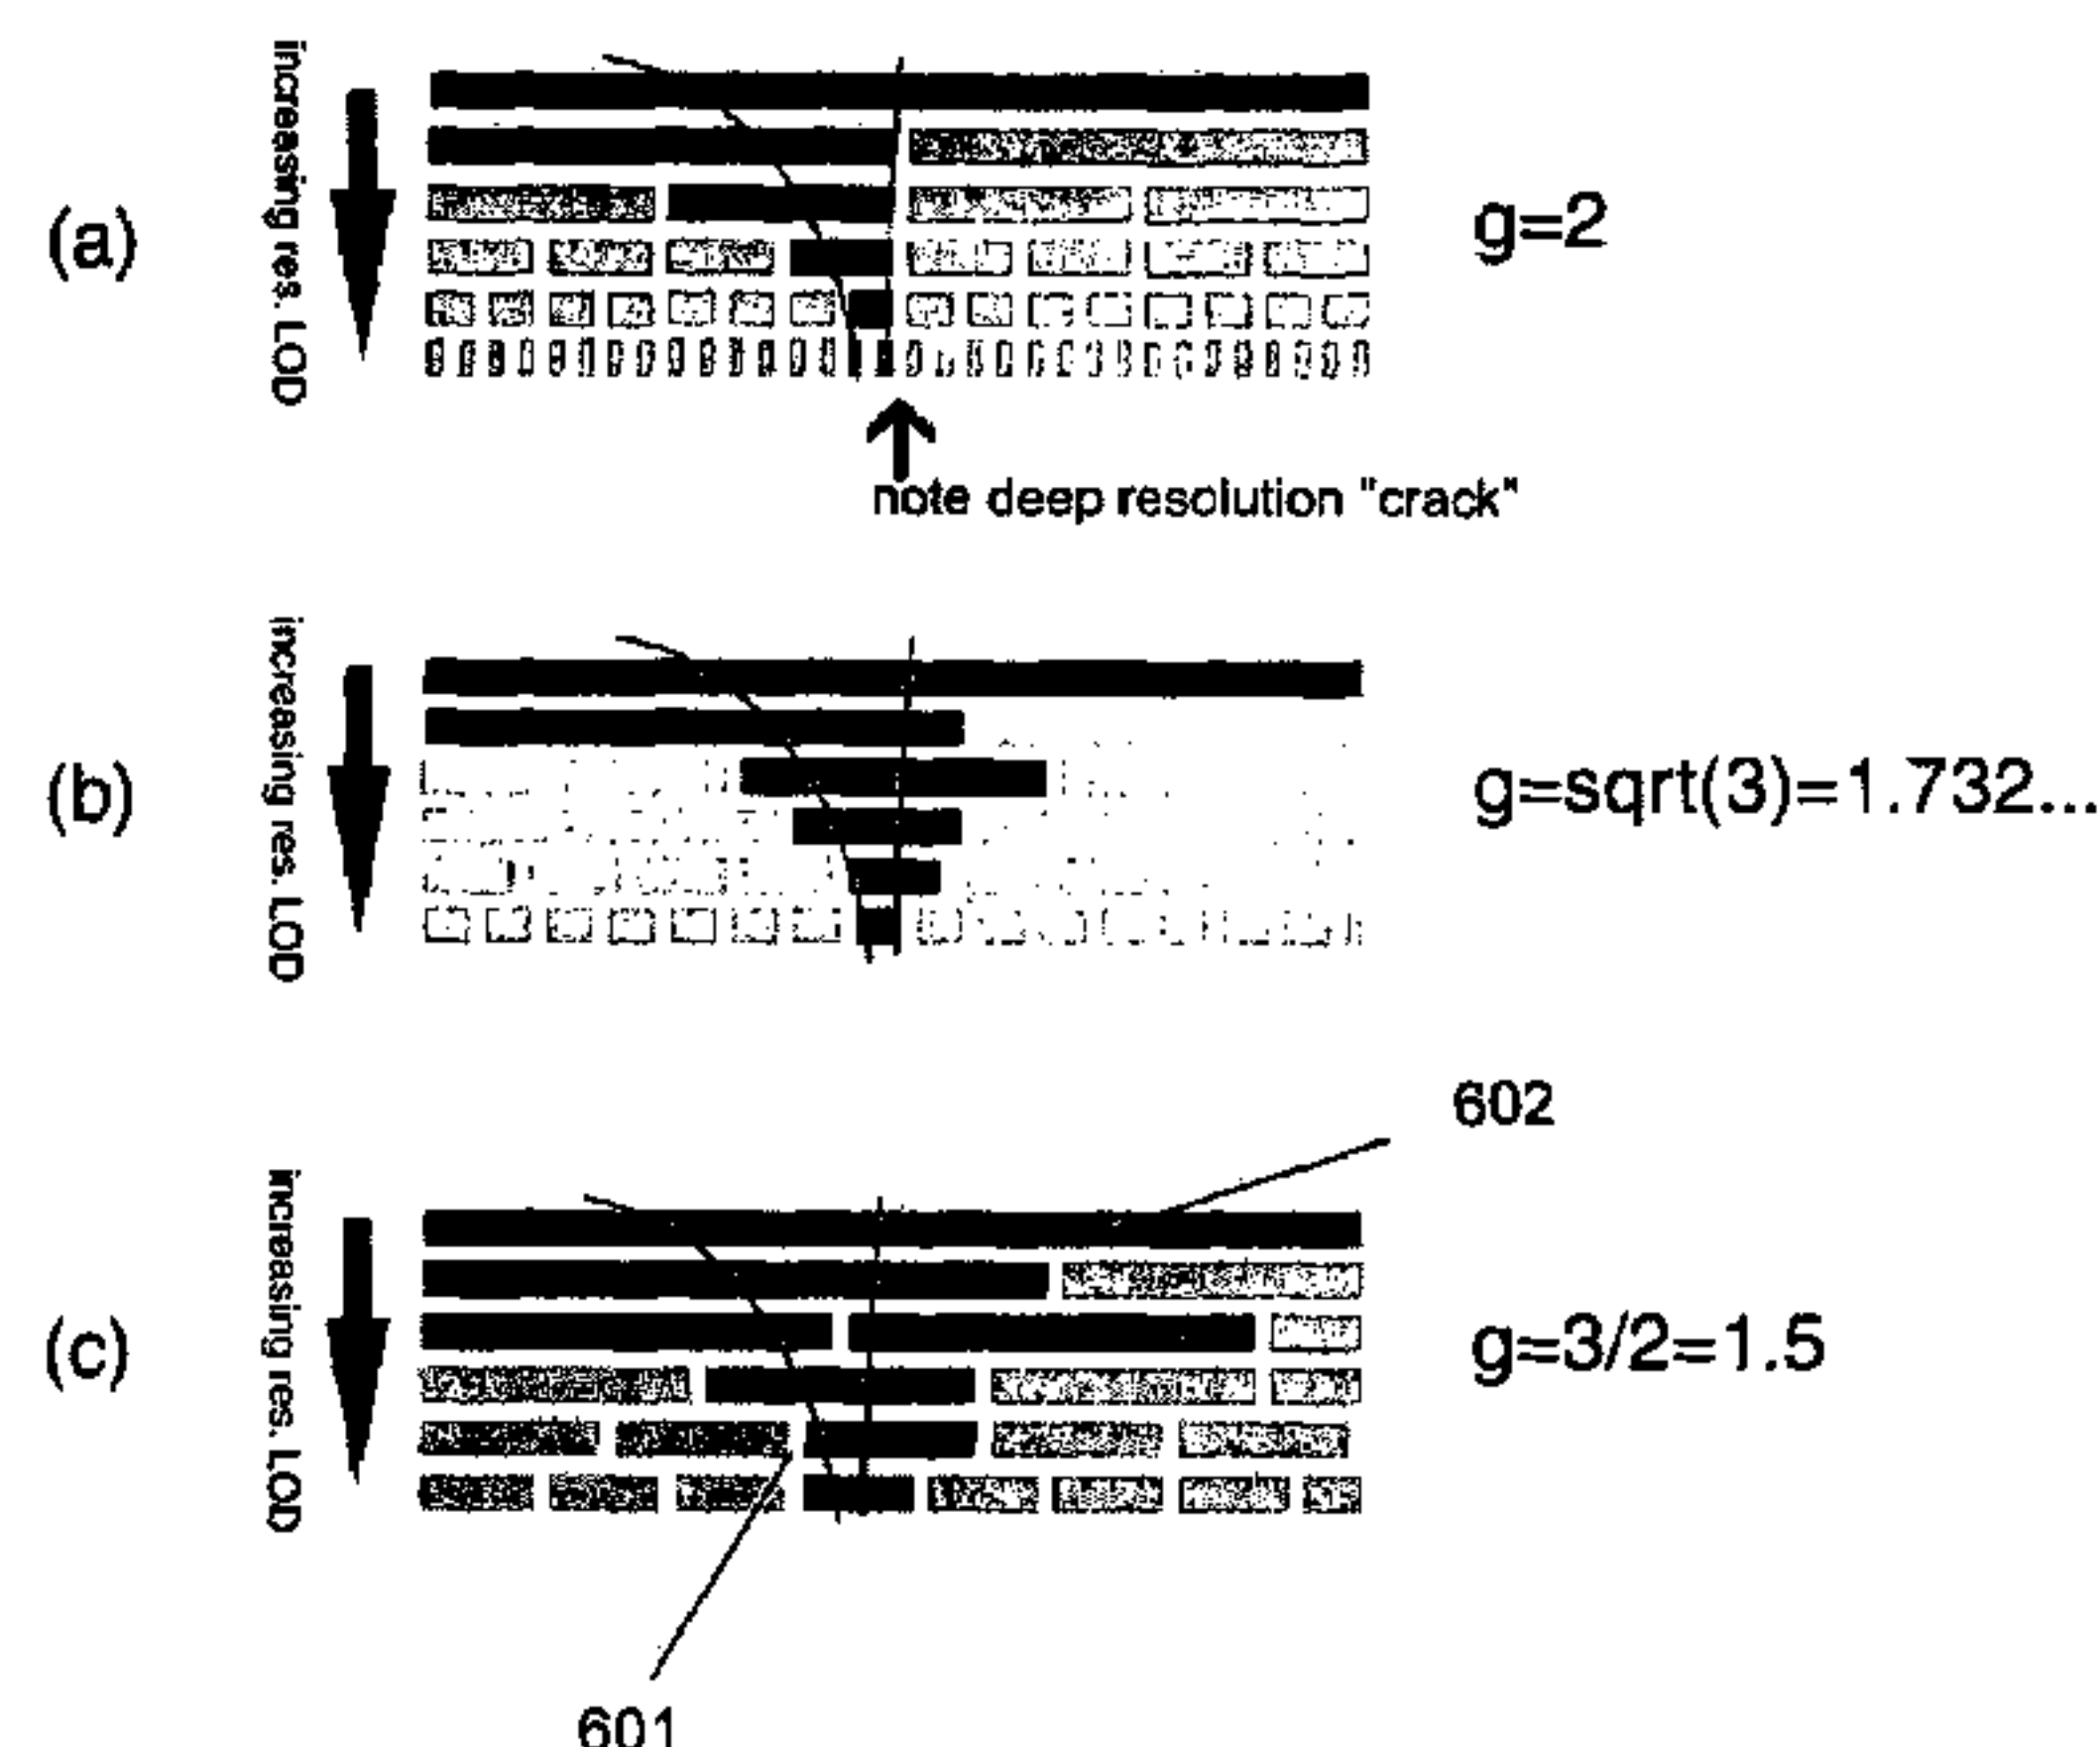 (a)
increasing res. LOD
g=2
note deep resolution "crack"
(b)
increasing res. LOD
g=sqrt(3)=1.732...
602
(c)
increasing res. LOD
g=3/2=1.5
601